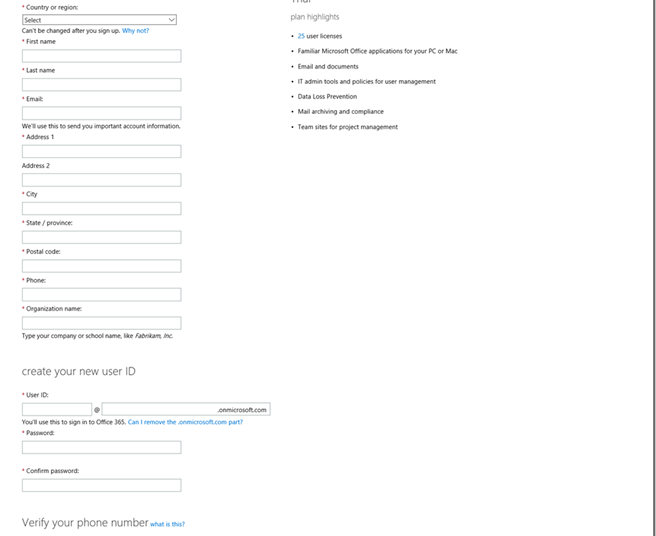 * Country or region:
Select
Can't be changed after you sign up. Why not?
* First name
* Last name
* Email:
We'll use this to send you important account information.
* Address 1
Address 2
* City
* State / province:
* Postal code:
* Phone:
* Organization name:
Type your company or school name, like Fabrikam, Inc.
create your new user ID
* User ID:
@ .onmicrosoft.com
You'll use this to sign in to Office 365. Can I remove the .onmicrosoft.com part?
* Password:
* Confirm password:
Verify your phone number what is this?
plan highlights
• 25 user licenses
• Familiar Microsoft Office applications for your PC or Mac
• Email and documents
• IT admin tools and policies for user management
• Data Loss Prevention
• Mail archiving and compliance
• Team sites for project management